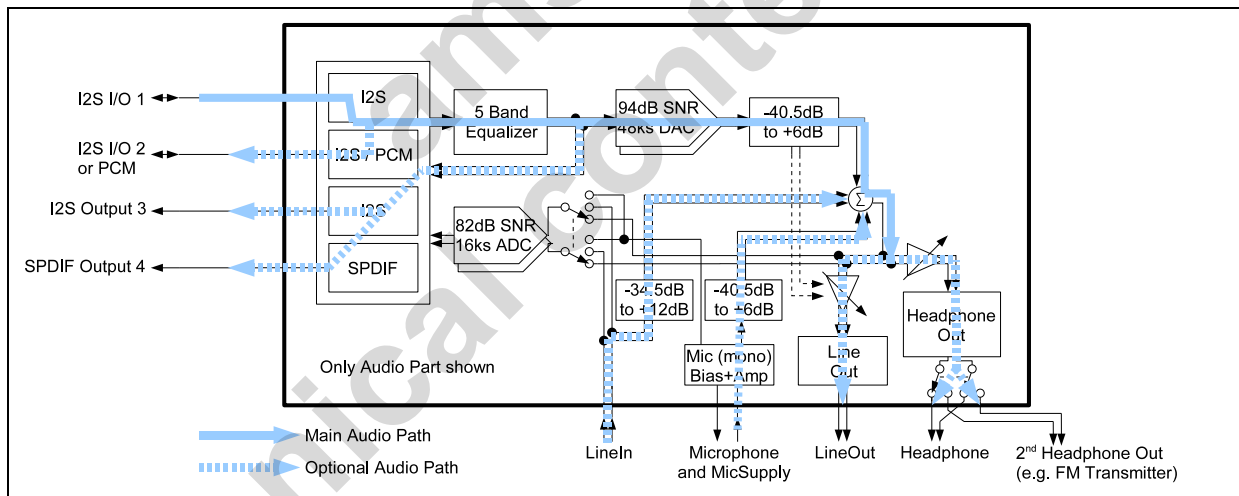 I2S I/O 1
I2S I/O 2
or PCM
I2S Output 3
SPDIF Output 4
I2S
I2S / PCM
I2S
SPDIF
5 Band
Equalizer
94dB SNR
48ks DAC
-40.5dB
to +6dB
82dB SNR
16ks ADC
Σ
-34.5dB
to +12dB
-40.5dB
to +6dB
Mic (mono)
Bias+Amp
Line
Out
Headphone
Out
Only Audio Part shown
Main Audio Path
Optional Audio Path
LineIn
Microphone
and MicSupply
LineOut
Headphone
2nd Headphone Out
(e.g. FM Transmitter)
ams
nical conte